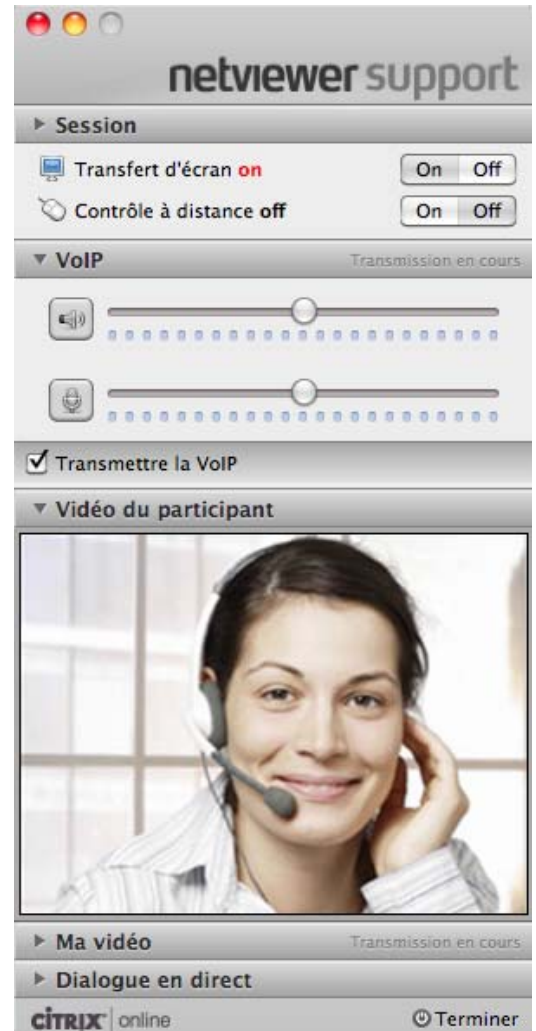 netviewer support
Session
Transfert d'écran on On Off
Contrôle à distance off On Off
VoIP Transmission en cours
Transmettre la VoIP
Vidéo du participant
Ma vidéo Transmission en cours
Dialogue en direct
CITRIX online Terminer